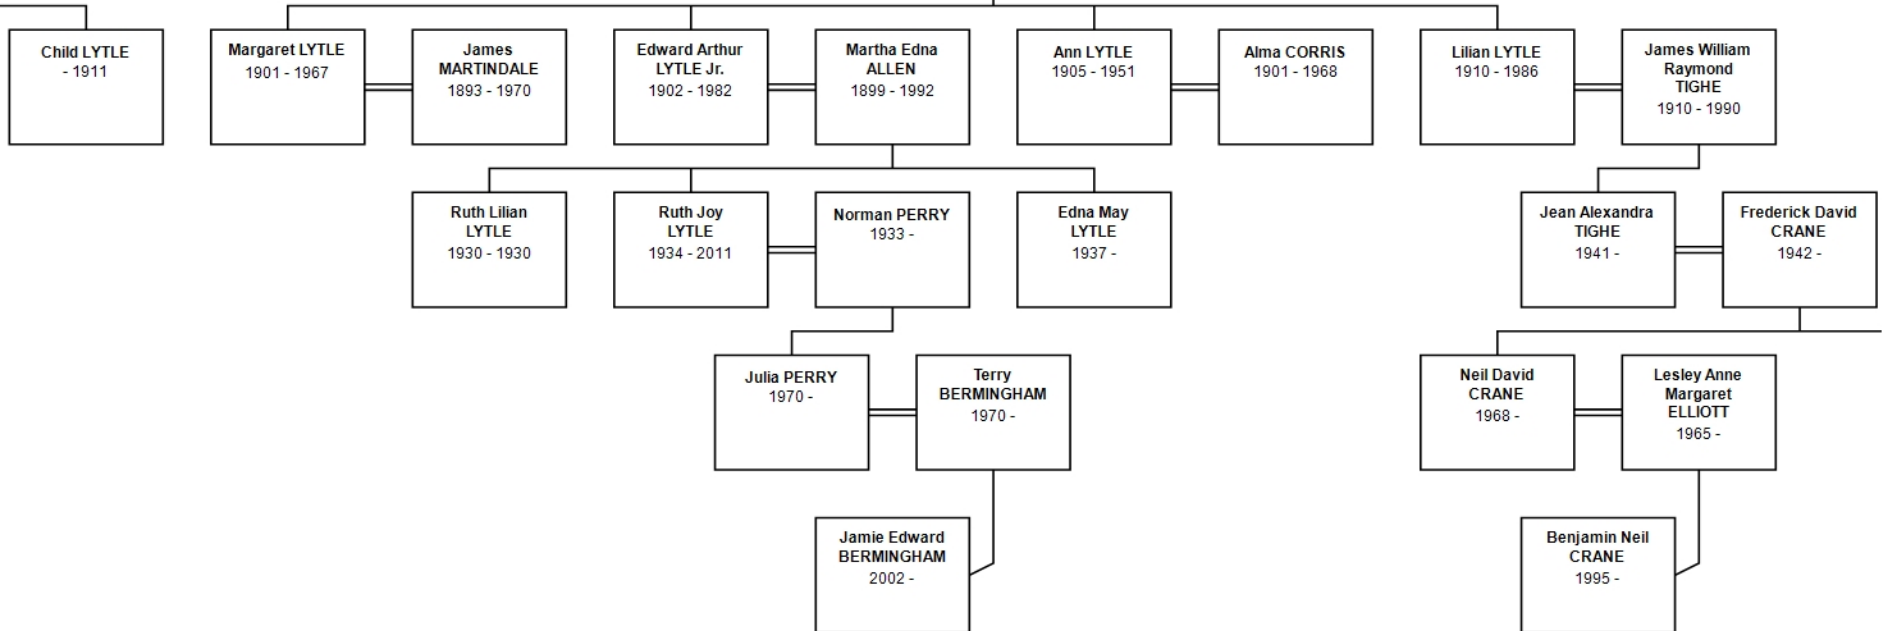 Child LYTLE
- 1911
Margaret LYTLE
1901 - 1967
James
MARTINDALE
1893 - 1970
Edward Arthur
LYTLE Jr.
1902 - 1982
Martha Edna
ALLEN
1899 - 1992
Ann LYTLE
1905 - 1951
Alma CORRIS
1901 - 1968
Lilian LYTLE
1910 - 1986
James William
Raymond
TIGHE
1910 - 1990
Ruth Lilian
LYTLE
1930 - 1930
Ruth Joy
LYTLE
1934 - 2011
Norman PERRY
1933 -
Edna May
LYTLE
1937 -
Jean Alexandra
TIGHE
1941 -
Frederick David
CRANE
1942 -
Julia PERRY
1970 -
Terry
BERMINGHAM
1970 -
Neil David
CRANE
1968 -
Lesley Anne
Margaret
ELLIOTT
1965 -
Jamie Edward
BERMINGHAM
2002 -
Benjamin Neil
CRANE
1995 -